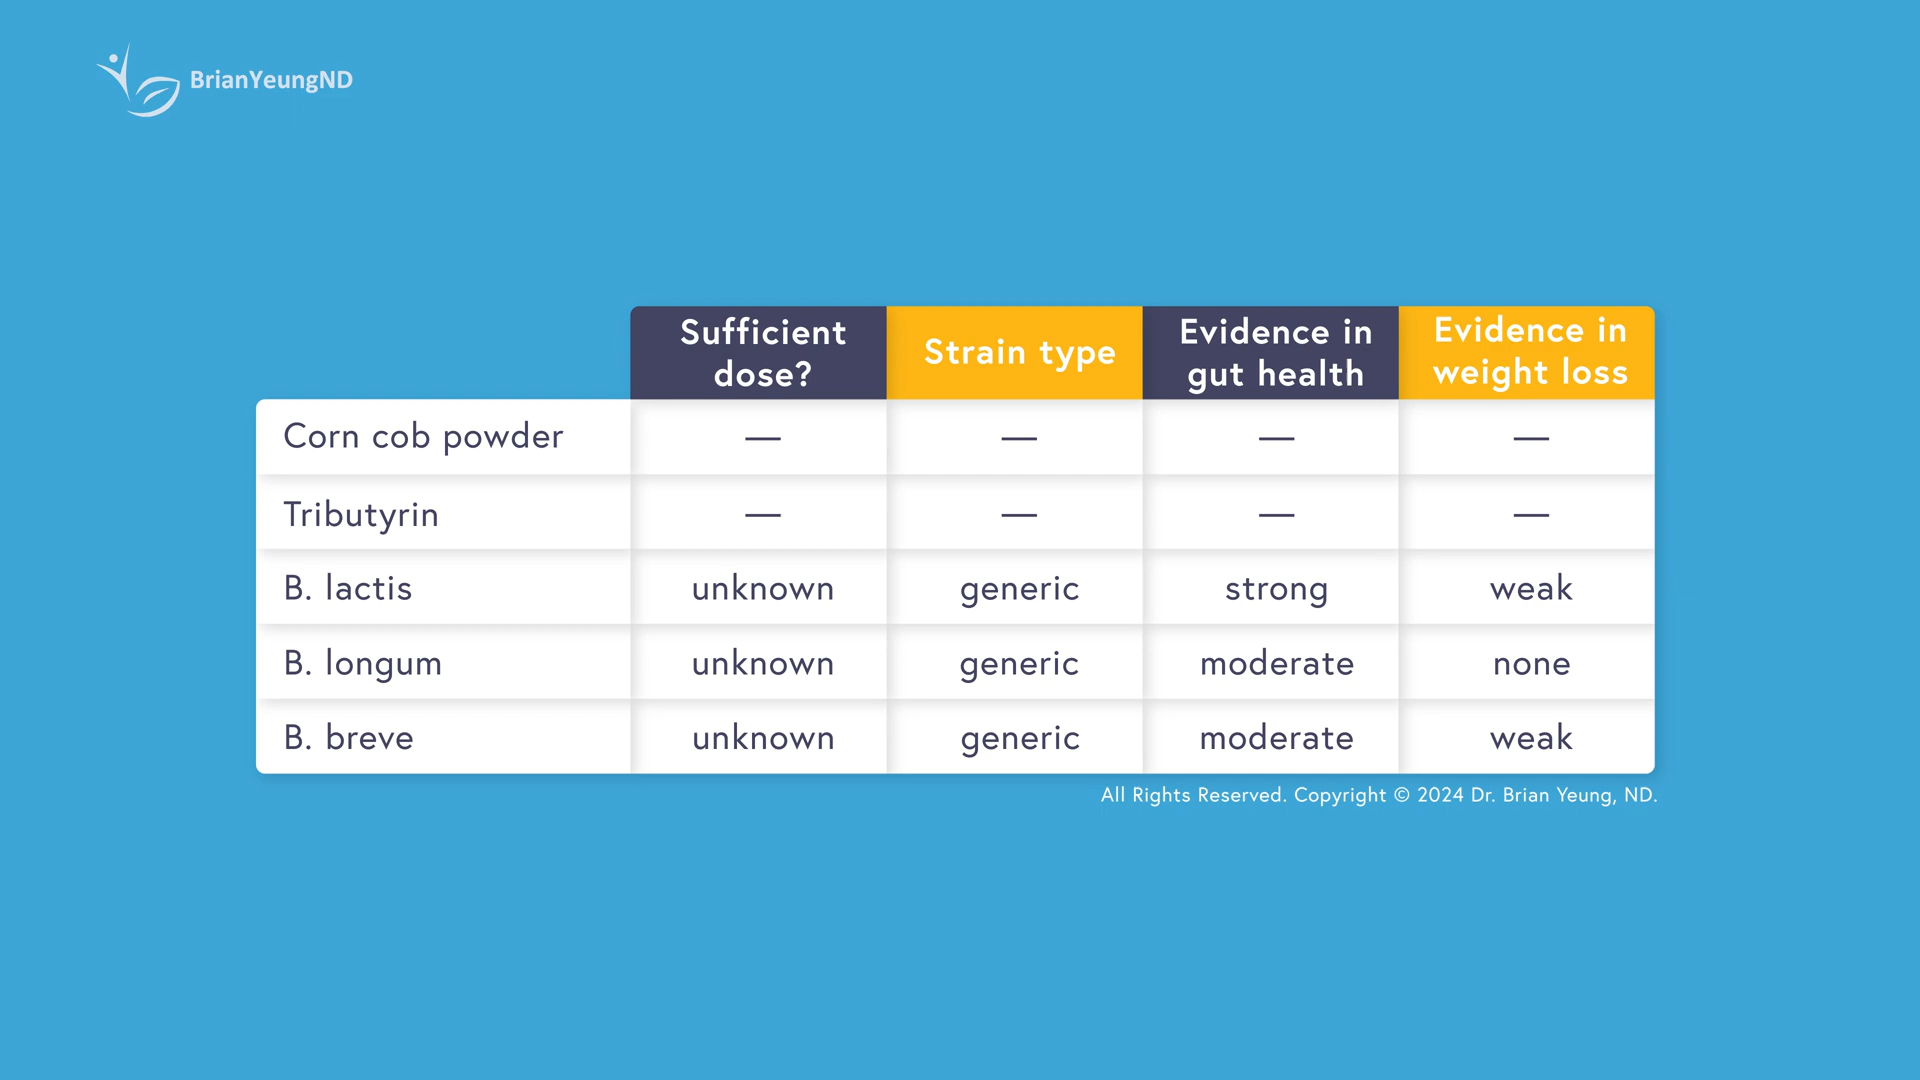 BrianYeungND
Sufficient dose? Strain type Evidence in gut health Evidence in weight loss
Corn cob powder — — — —
Tributyrin — — — —
B. lactis unknown generic strong weak
B. longum unknown generic moderate none
B. breve unknown generic moderate weak
All Rights Reserved. Copyright © 2024 Dr. Brian Yeung, ND.